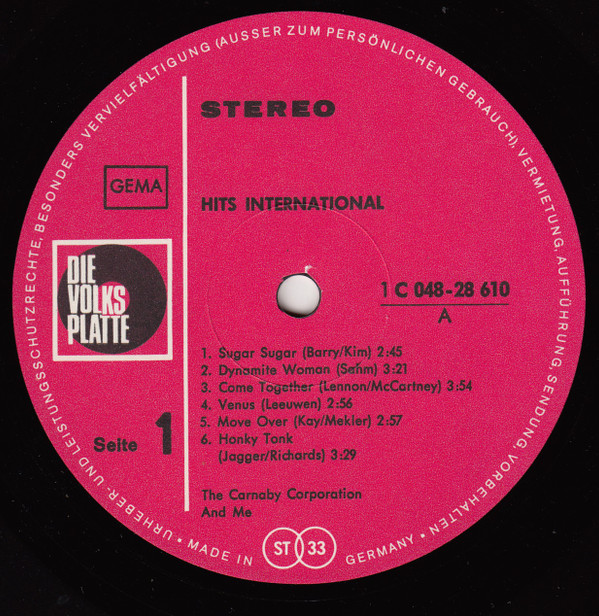 STEREO
GEMA
HITS INTERNATIONAL
DIE
VOLKS
PLATTE
1 C 048-28 610
A
1. Sugar Sugar (Barry/Kim) 2:45
2. Dynamite Woman (Sahm) 3:21
3. Come Together (Lennon/McCartney) 3:54
4. Venus (Leeuwen) 2:56
5. Move Over (Kay/Mekler) 2:57
6. Honky Tonk
(Jagger/Richards) 3:29
Seite 1
The Carnaby Corporation
And Me
URHEBER- UND LEISTUNGSSCHUTZRECHTE, BESONDERS VERVIELFÄLTIGUNG (AUSSER ZUM PERSÖNLICHEN GEBRAUCH), VERMIETUNG, AUFFÜHRUNG, SENDUNG, VORBEHALTEN
• MADE IN ST 33 GERMANY •